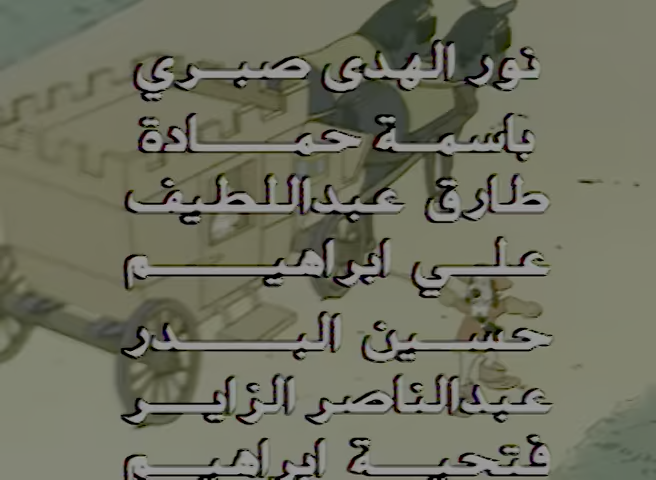 نور الهدى صبري
باسمة حمادة
طارق عبداللطيف
علي ابراهيم
حسين البدر
عبدالناصر الزاير
فتحية ابراهيم